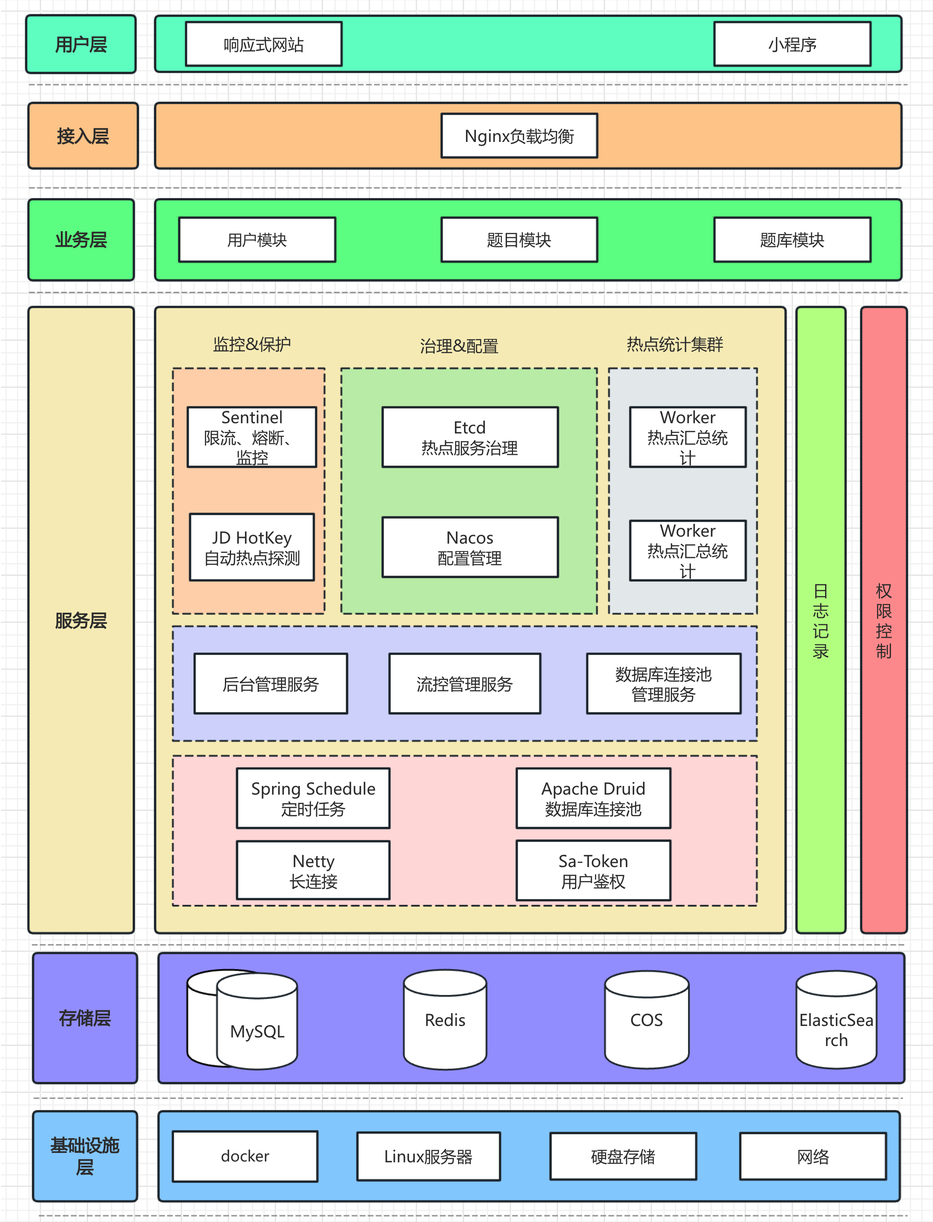 用户层
响应式网站
小程序
接入层
Nginx负载均衡
业务层
用户模块
题目模块
题库模块
服务层
监控&保护
治理&配置
热点统计集群
Sentinel
限流、熔断、
监控
Etcd
热点服务治理
Worker
热点汇总统
计
JD HotKey
自动热点探测
Nacos
配置管理
Worker
热点汇总统
计
后台管理服务
流控管理服务
数据库连接池
管理服务
Spring Schedule
定时任务
Apache Druid
数据库连接池
Netty
长连接
Sa-Token
用户鉴权
日志记录
权限控制
存储层
MySQL
Redis
COS
ElasticSea
rch
基础设施
层
docker
Linux服务器
硬盘存储
网络